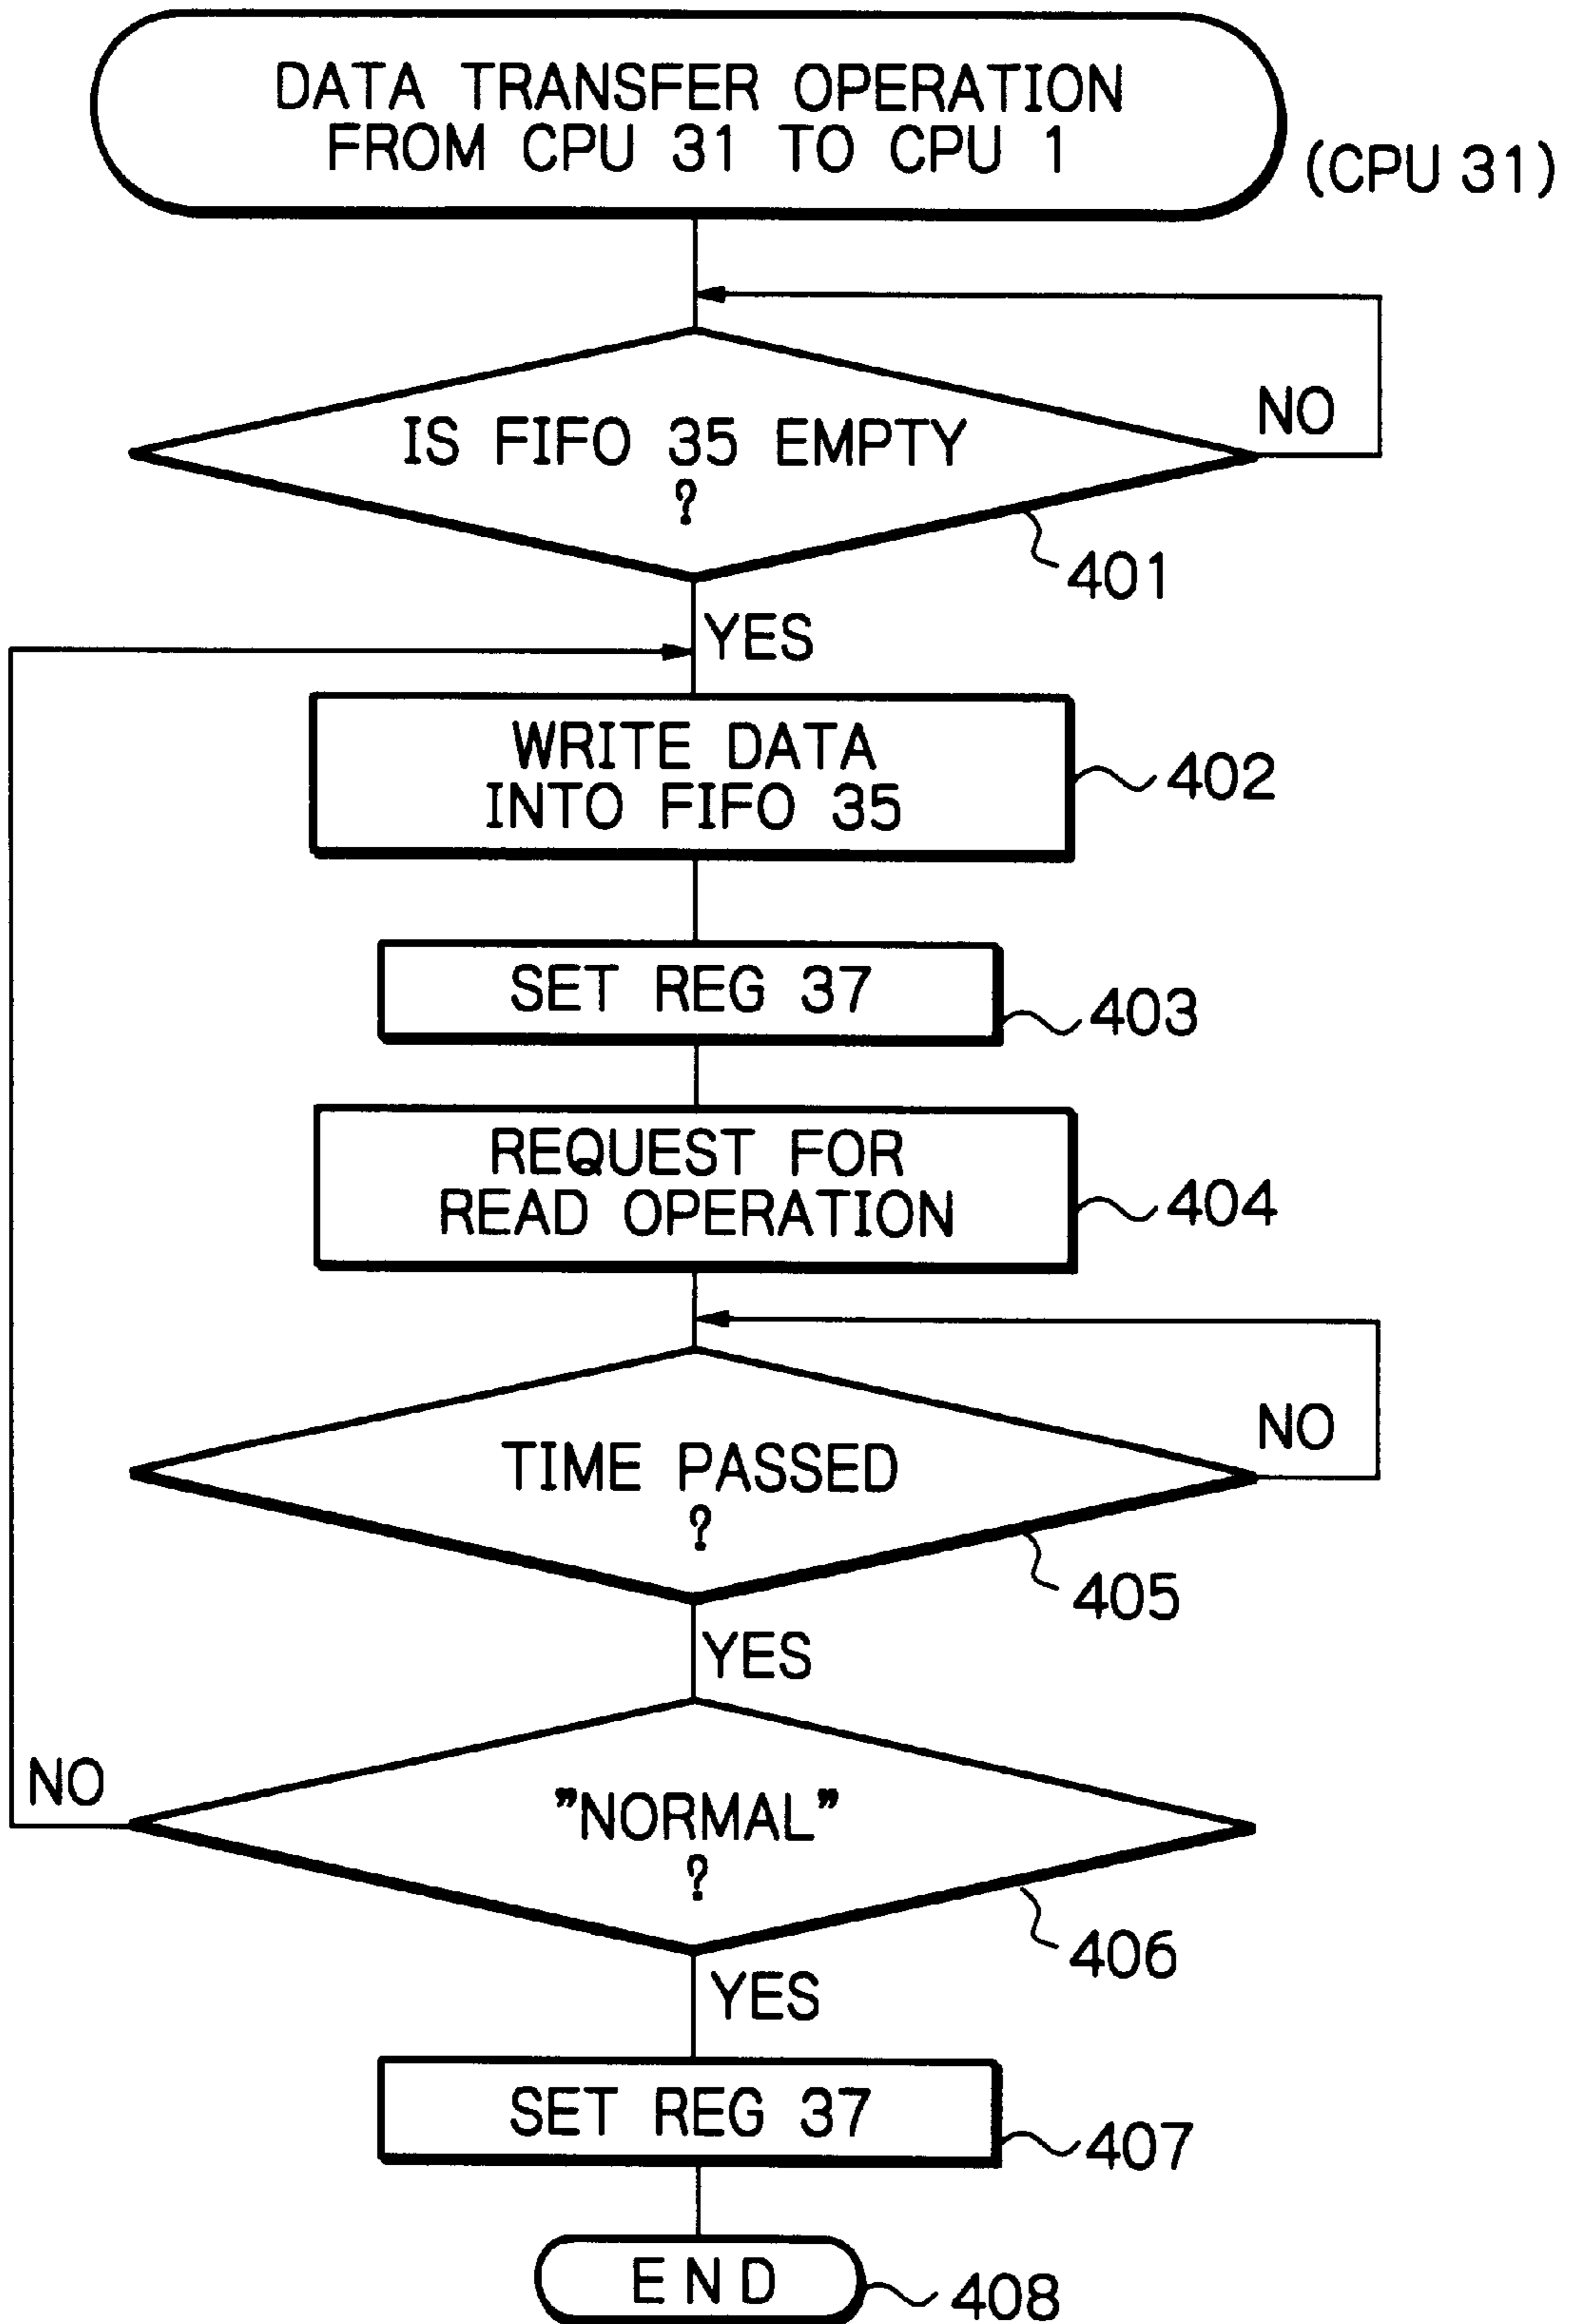 DATA TRANSFER OPERATION
FROM CPU 31 TO CPU 1
(CPU 31)
IS FIFO 35 EMPTY
?
NO
401
YES
WRITE DATA
INTO FIFO 35
402
SET REG 37
403
REQUEST FOR
READ OPERATION
404
TIME PASSED
?
NO
405
YES
"NORMAL"
?
NO
406
YES
SET REG 37
407
END
408